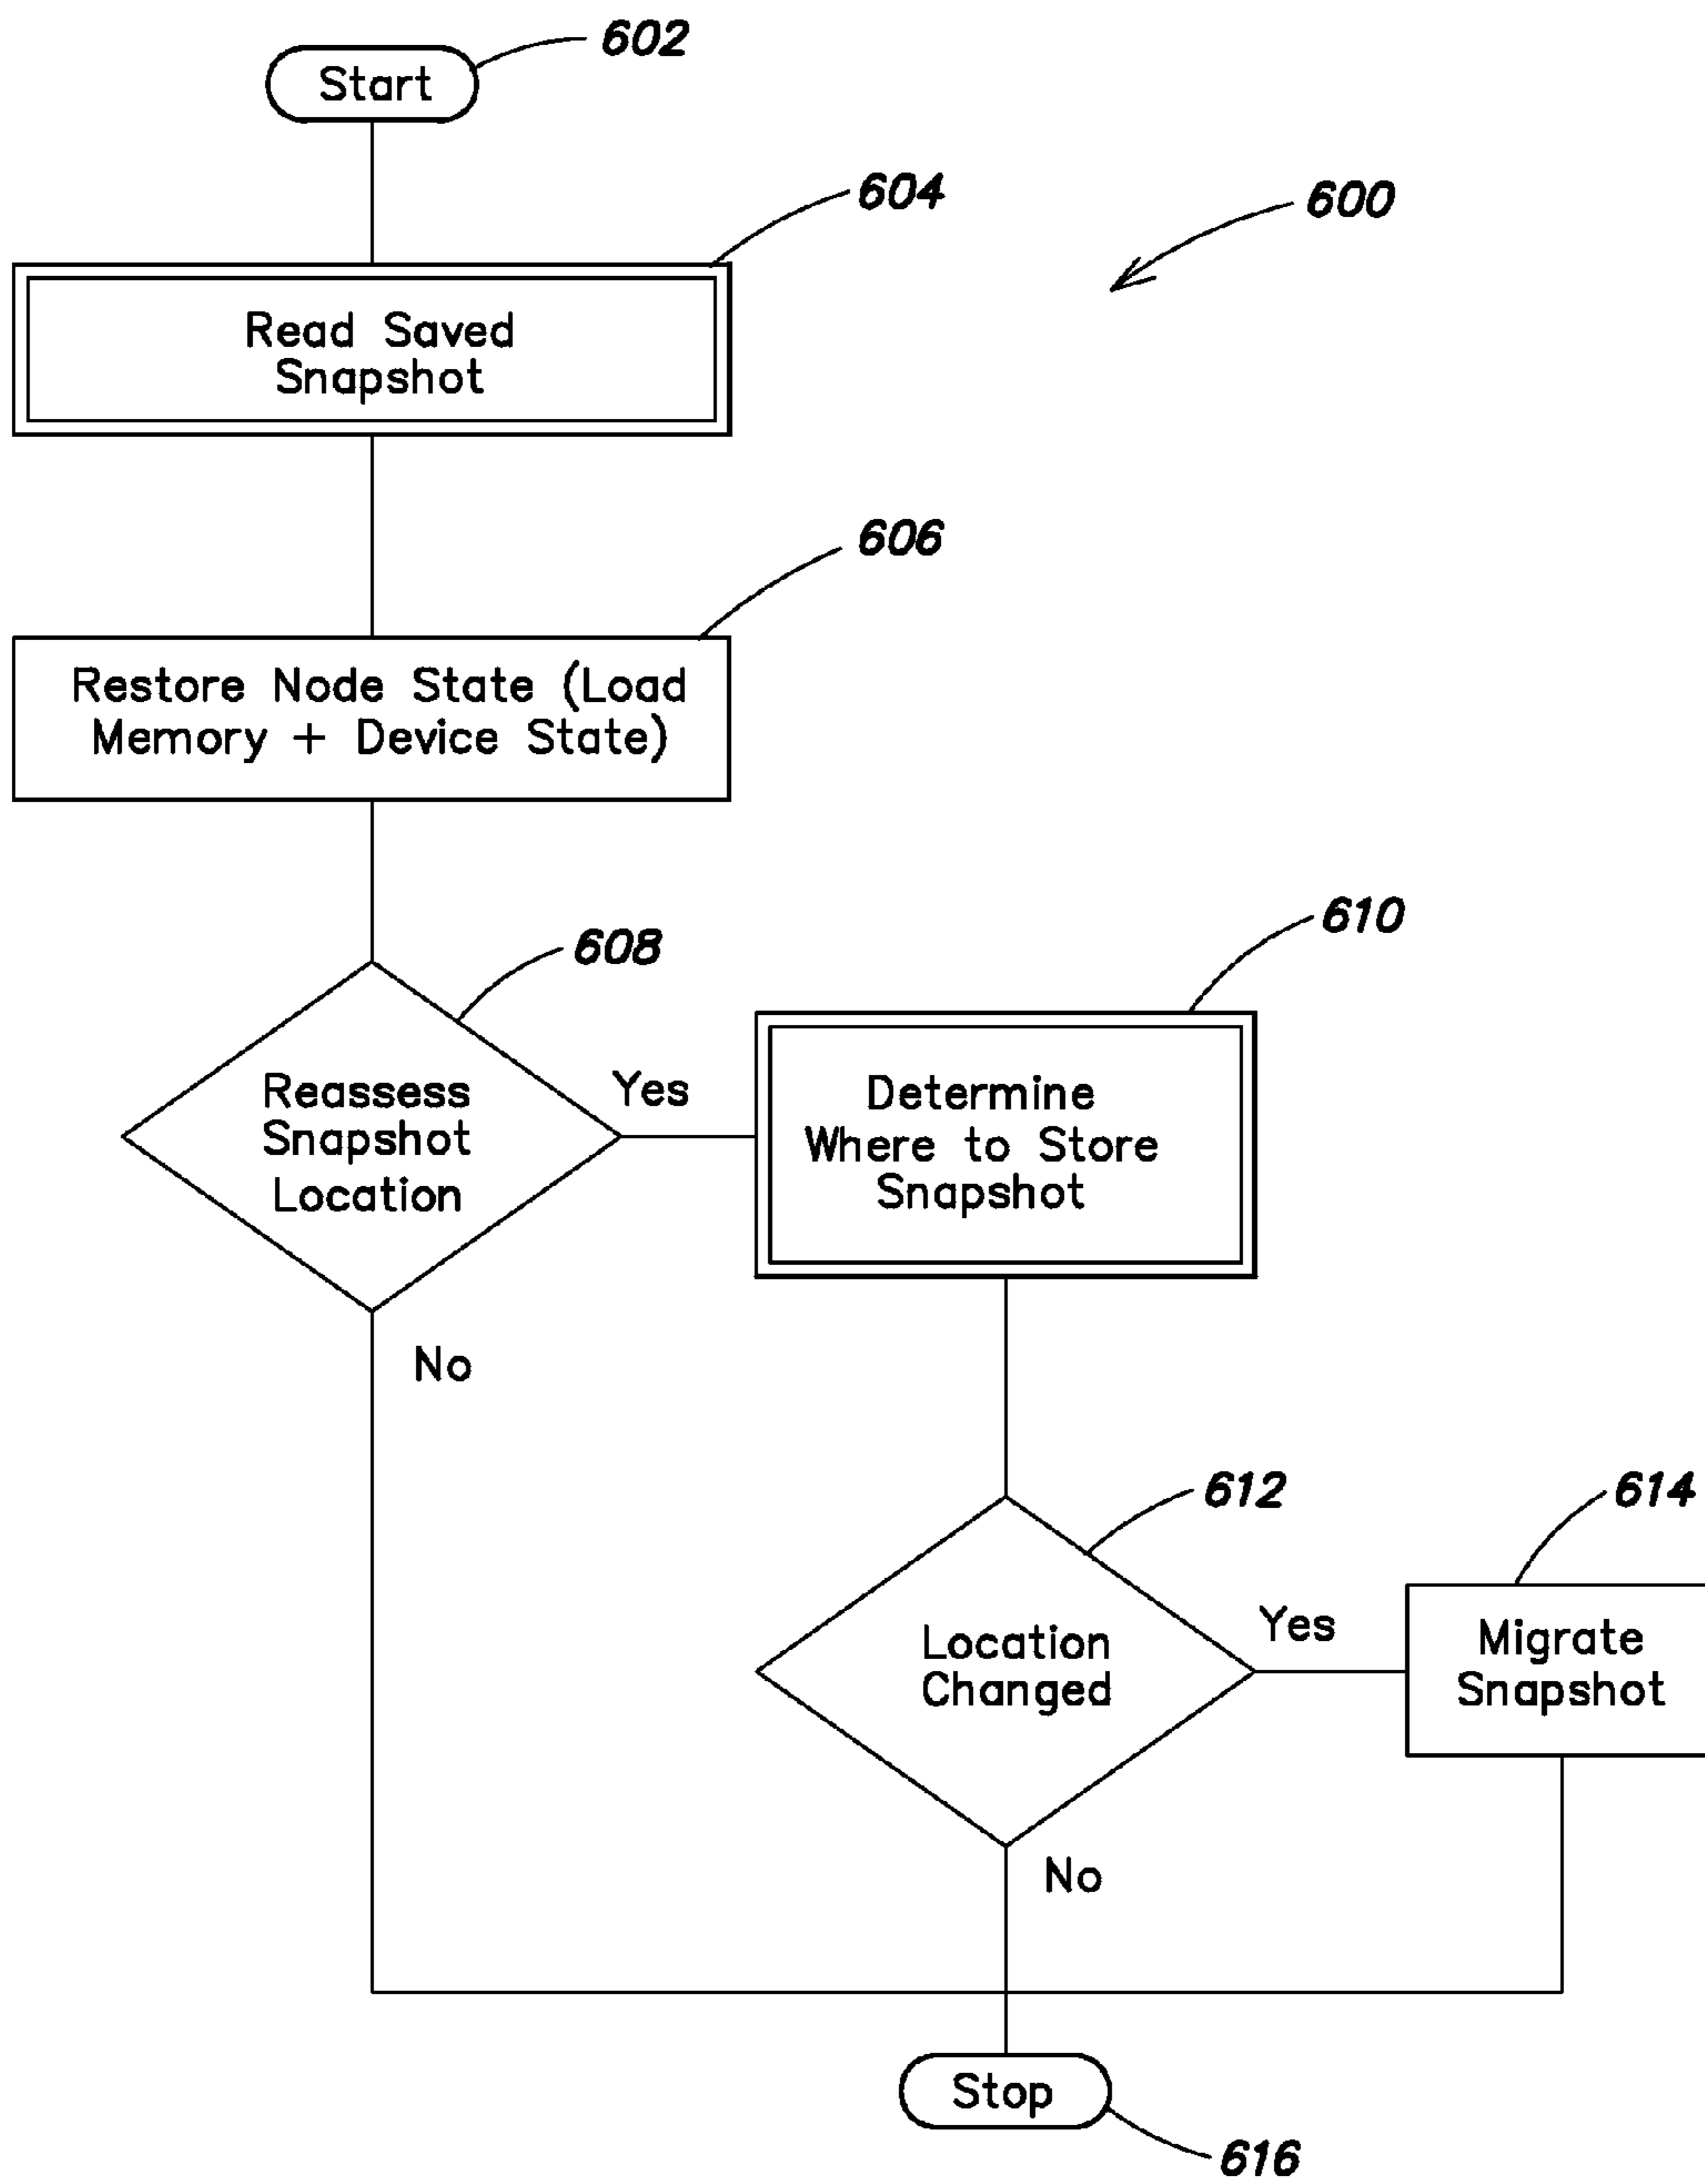 602
Start
604
600
Read Saved
Snapshot
606
Restore Node State (Load
Memory + Device State)
610
608
Yes
Reassess
Snapshot
Location
Determine
Where to Store
Snapshot
No
612
614
Yes
Location
Changed
Migrate
Snapshot
No
Stop
616